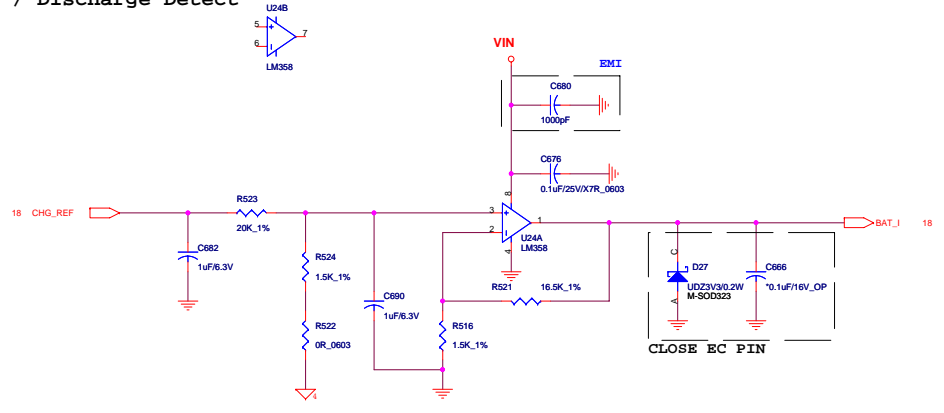 / Discharge Detect
U24B
5
6
7
LM358
VIN
EMI
C680
1000pF
C676
0.1uF/25V/X7R_0603
18 CHG_REF
R523
20K_1%
C682
1uF/6.3V
R524
1.5K_1%
R522
0R_0603
4
C690
1uF/6.3V
3
2
8
4
1
U24A
LM358
R521 16.5K_1%
R516
1.5K_1%
BAT_I 18
C
A
D27
UDZ3V3/0.2W
M-SOD323
C666
*0.1uF/16V_OP
CLOSE EC PIN